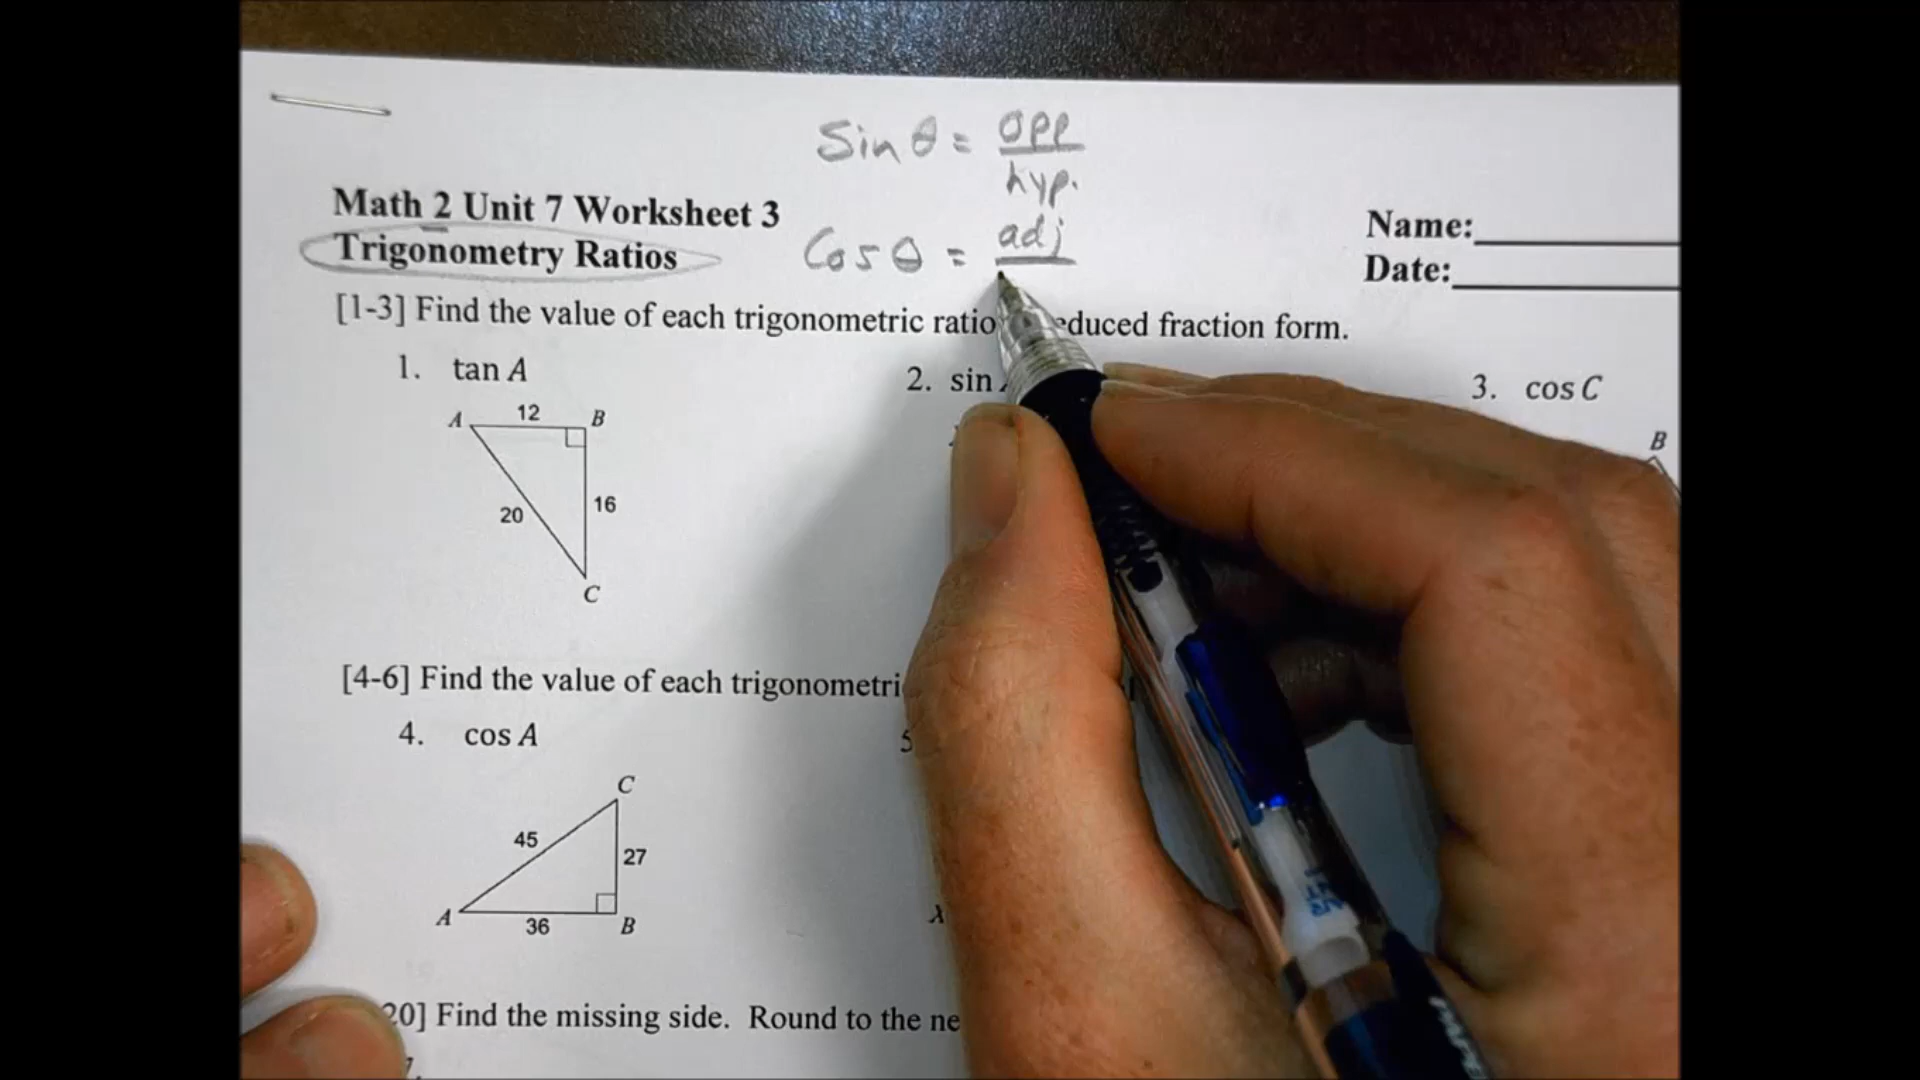 sin θ = opp
hyp.
Math 2 Unit 7 Worksheet 3
Name:
Trigonometry Ratios
cos θ = adj
Date:
[1-3] Find the value of each trigonometric ratio educed fraction form.
1. tan A
2. sin
3. cos C
A
12
B
B
20
16
C
[4-6] Find the value of each trigonometri
4. cos A
5
C
45
27
A
36
B
X
20] Find the missing side. Round to the ne